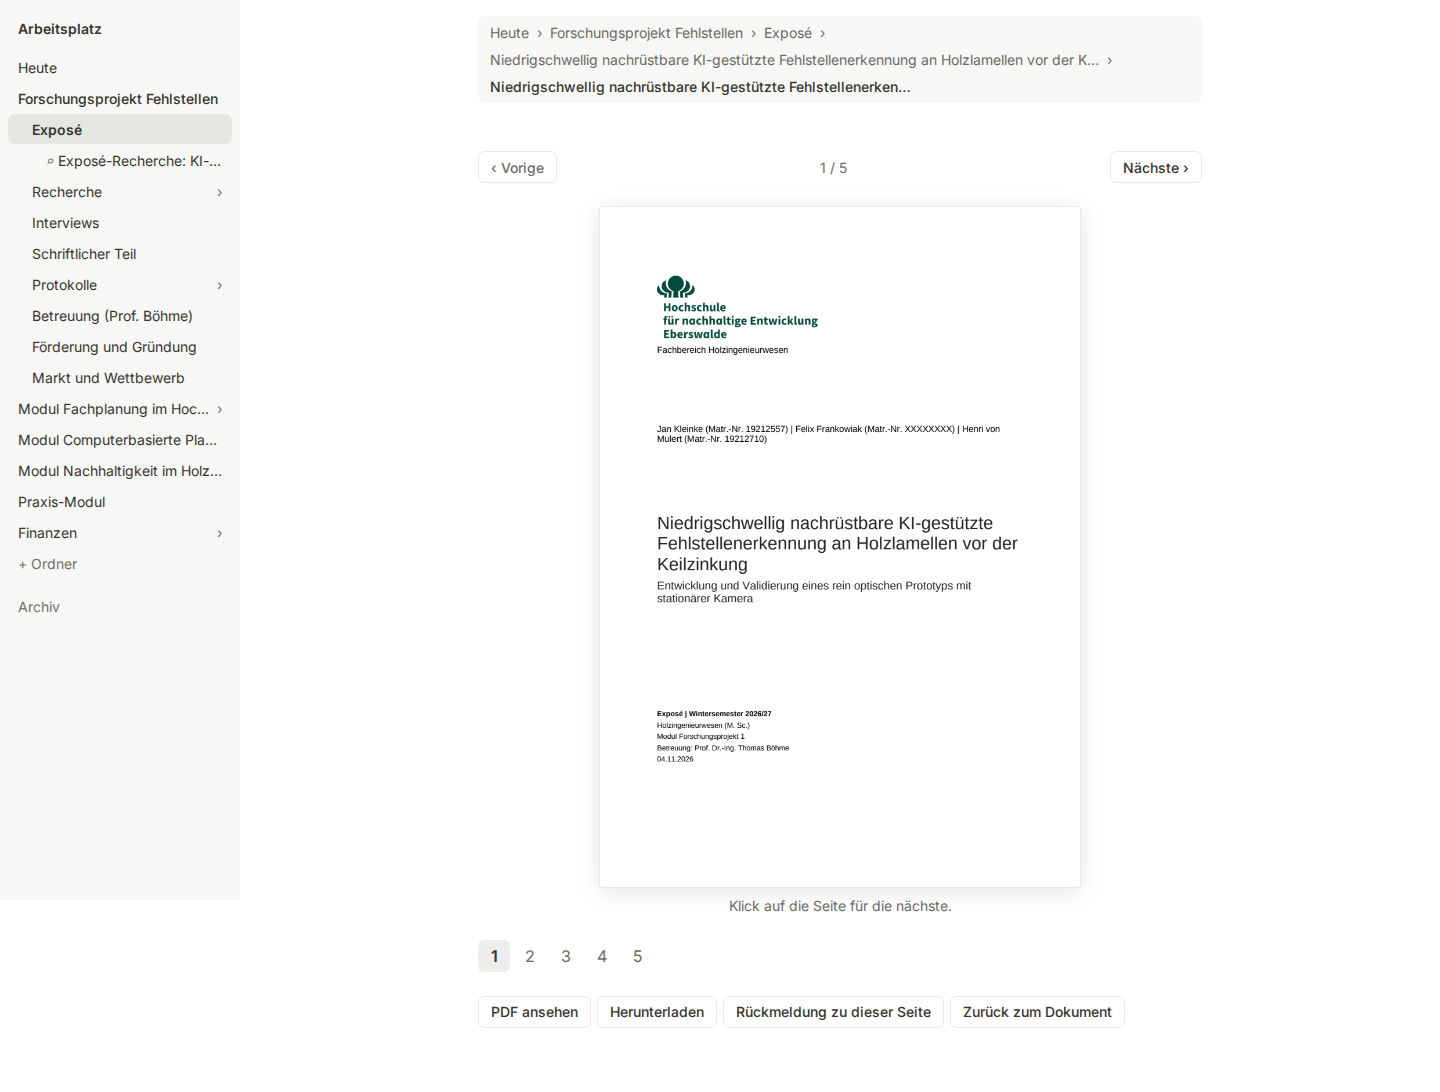 Arbeitsplatz
Heute
Forschungsprojekt Fehlstellen
Exposé
Exposé-Recherche: KI-...
Recherche ›
Interviews
Schriftlicher Teil
Protokolle ›
Betreuung (Prof. Böhme)
Förderung und Gründung
Markt und Wettbewerb
Modul Fachplanung im Hoc... ›
Modul Computerbasierte Pla...
Modul Nachhaltigkeit im Holz...
Praxis-Modul
Finanzen ›
+ Ordner
Archiv
Heute › Forschungsprojekt Fehlstellen › Exposé ›
Niedrigschwellig nachrüstbare KI-gestützte Fehlstellenerkennung an Holzlamellen vor der K... ›
Niedrigschwellig nachrüstbare KI-gestützte Fehlstellenerken...
‹ Vorige 1 / 5 Nächste ›
Hochschule
für nachhaltige Entwicklung
Eberswalde
Fachbereich Holzingenieurwesen
Jan Kleinke (Matr.-Nr. 19212557) | Felix Frankowiak (Matr.-Nr. XXXXXXXX) | Henri von
Mulert (Matr.-Nr. 19212710)
Niedrigschwellig nachrüstbare KI-gestützte
Fehlstellenerkennung an Holzlamellen vor der
Keilzinkung
Entwicklung und Validierung eines rein optischen Prototyps mit
stationärer Kamera
Exposé | Wintersemester 2026/27
Holzingenieurwesen (M. Sc.)
Modul Forschungsprojekt 1
Betreuung: Prof. Dr.-Ing. Thomas Böhme
04.11.2026
Klick auf die Seite für die nächste.
1 2 3 4 5
PDF ansehen Herunterladen Rückmeldung zu dieser Seite Zurück zum Dokument